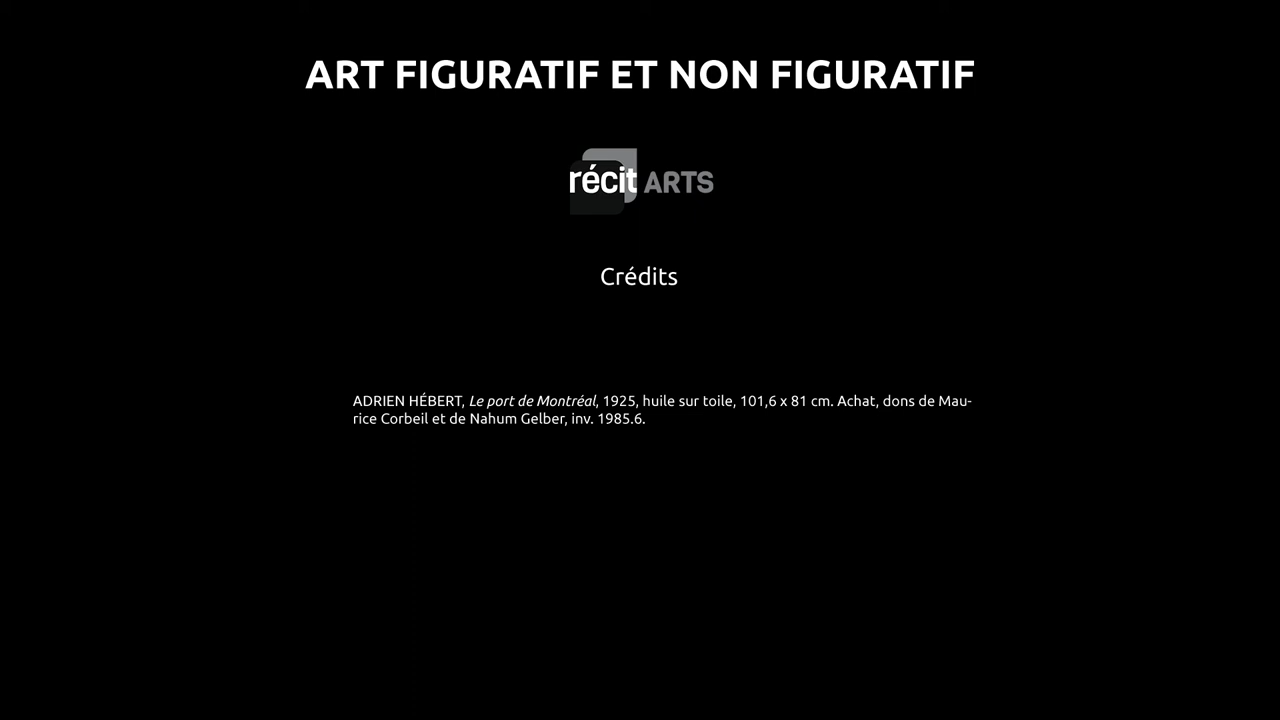 ART FIGURATIF ET NON FIGURATIF
récit ARTS
Crédits
ADRIEN HÉBERT, Le port de Montréal, 1925, huile sur toile, 101,6 x 81 cm. Achat, dons de Mau-
rice Corbeil et de Nahum Gelber, inv. 1985.6.